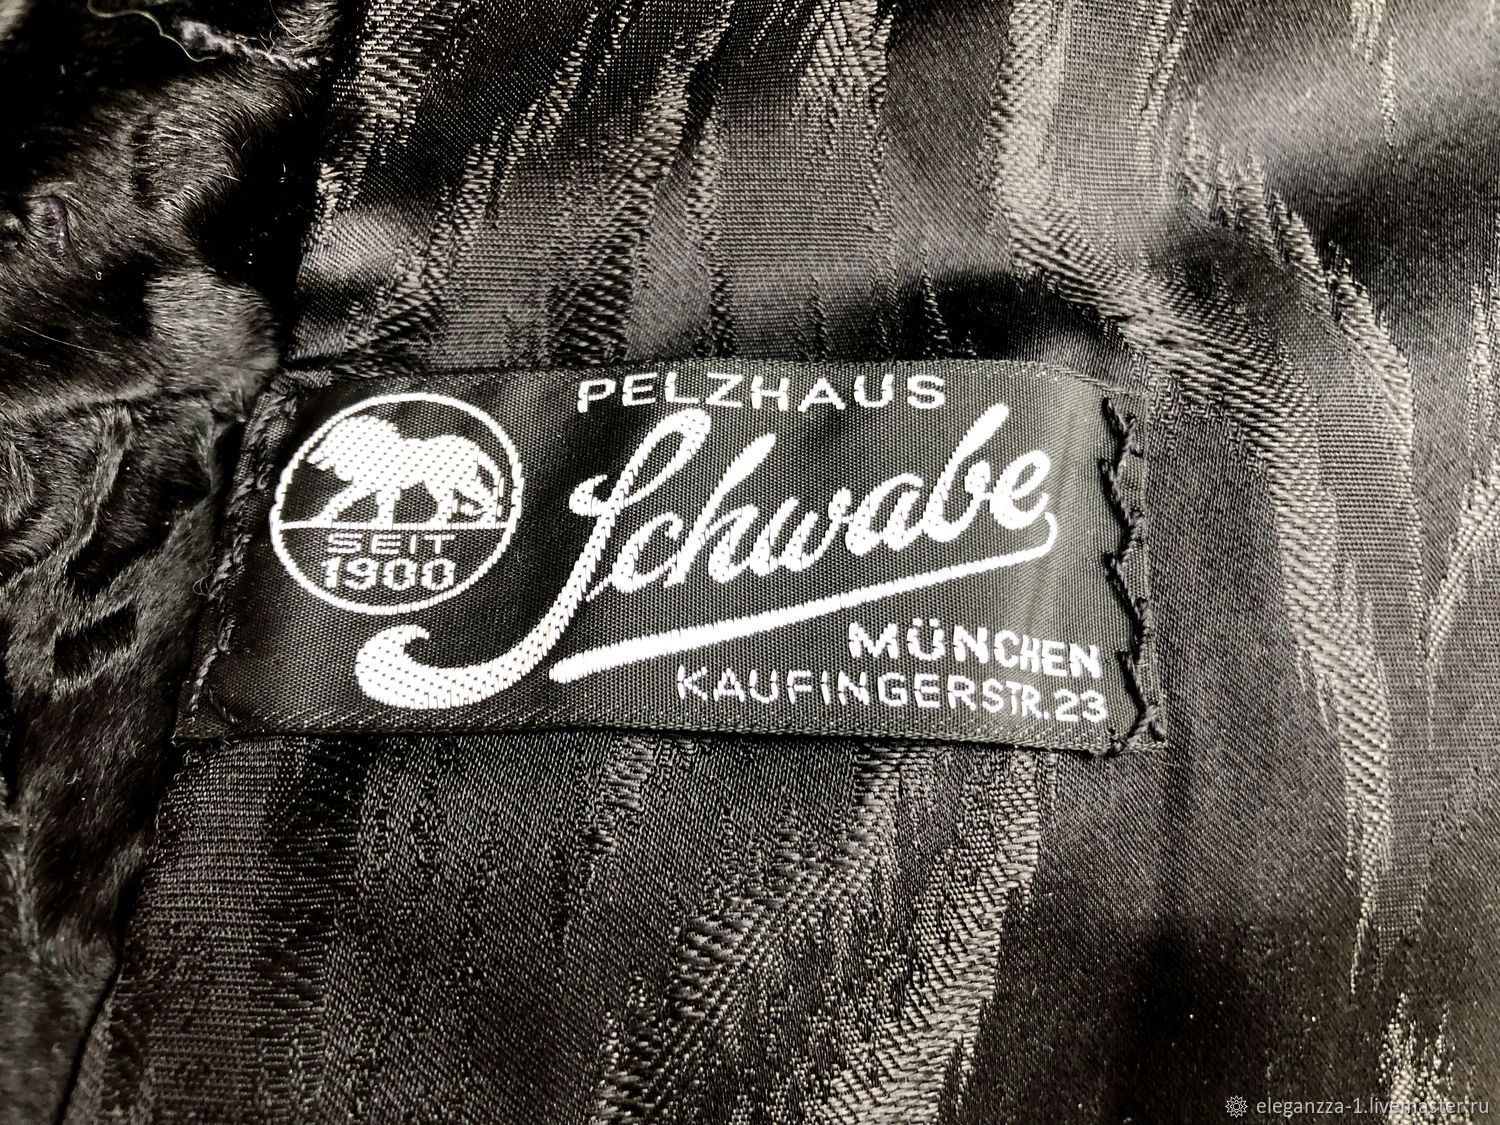 PELZHAUS
Schwabe
SEIT
1900
MÜNCHEN
KAUFINGERSTR.23
eleganzza-1.livemaster.ru